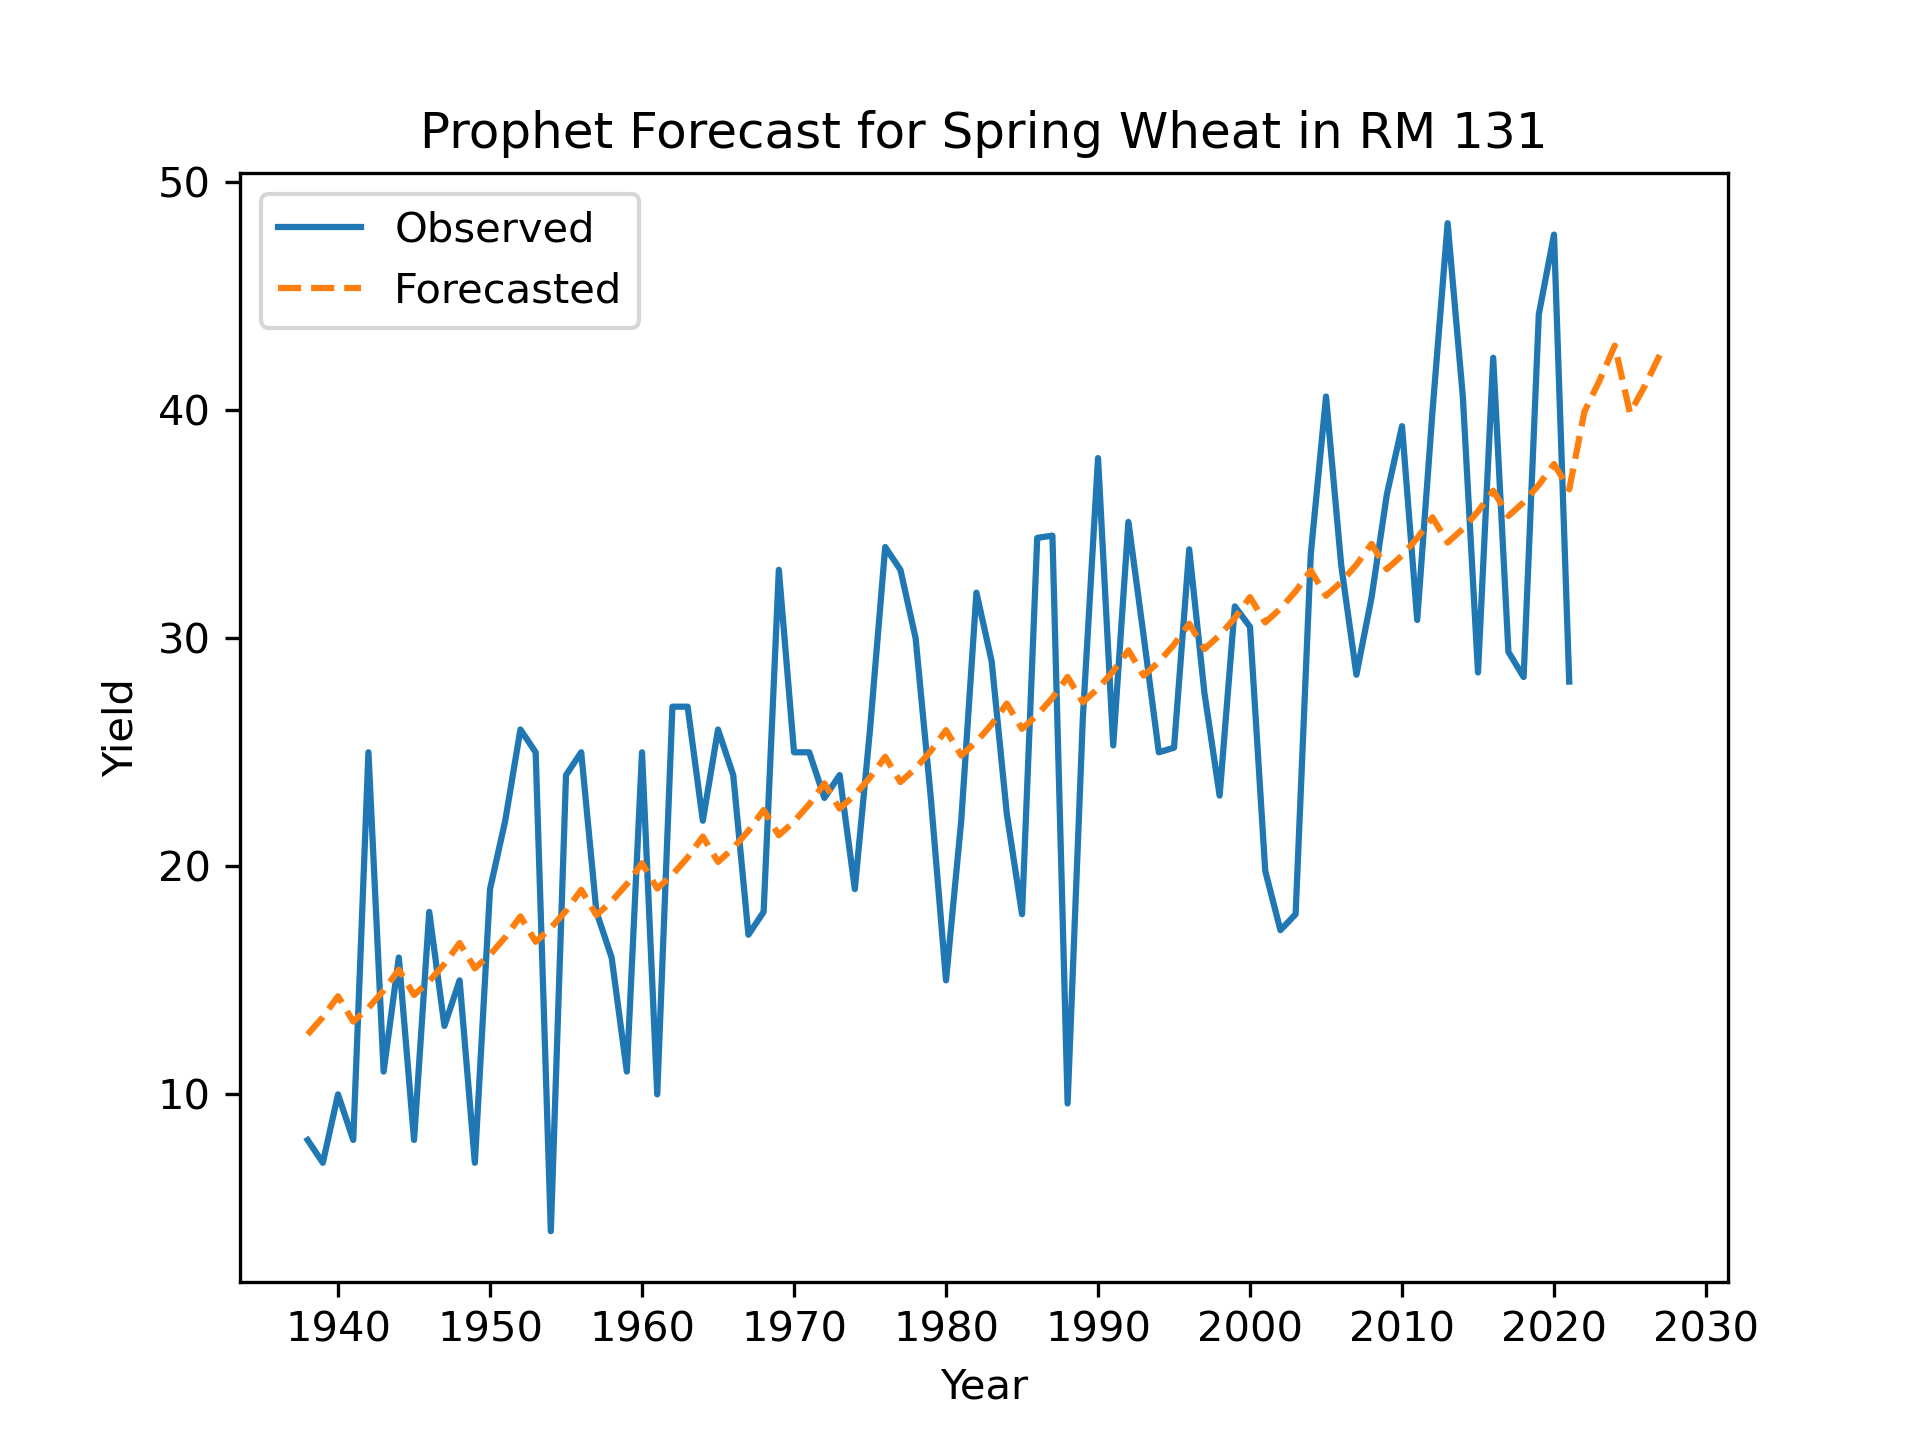 Prophet Forecast for Spring Wheat in RM 131
50
40
30
20
10
Observed
Forecasted
Yield
1940 1950 1960 1970 1980 1990 2000 2010 2020 2030
Year